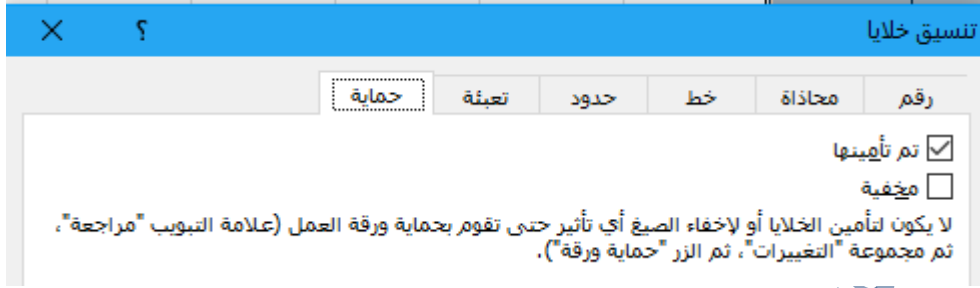 تنسيق خلايا ؟
رقم محاذاة خط حدود تعبئة حماية
تم تأمينها
مخفية
لا يكون لتأمين الخلايا أو لإخفاء الصيغ أي تأثير حتى تقوم بحماية ورقة العمل (علامة التبويب "مراجعة"،
ثم مجموعة "التغييرات"، ثم الزر "حماية ورقة").